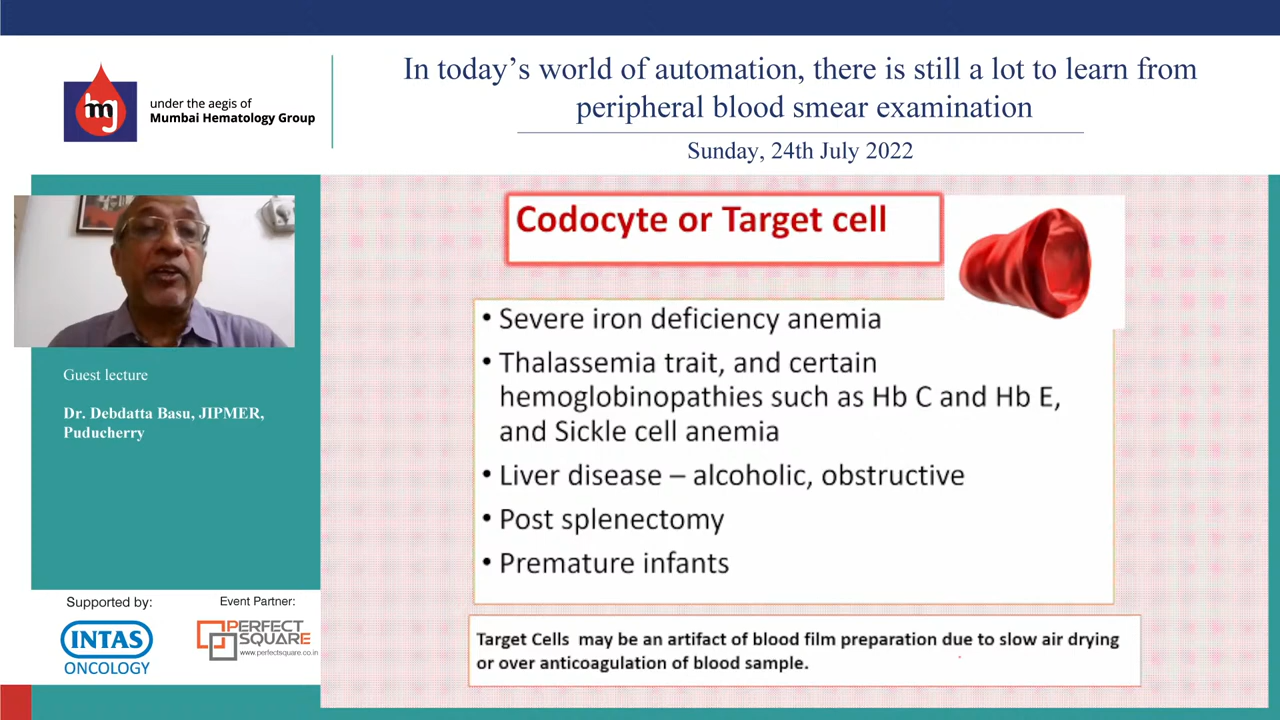 mg
under the aegis of
Mumbai Hematology Group
In today’s world of automation, there is still a lot to learn from
peripheral blood smear examination
Sunday, 24th July 2022
Guest lecture
Dr. Debdatta Basu, JIPMER,
Puducherry
Codocyte or Target cell
• Severe iron deficiency anemia
• Thalassemia trait, and certain
hemoglobinopathies such as Hb C and Hb E,
and Sickle cell anemia
• Liver disease – alcoholic, obstructive
• Post splenectomy
• Premature infants
Target Cells may be an artifact of blood film preparation due to slow air drying
or over anticoagulation of blood sample.
Supported by:
INTAS
ONCOLOGY
Event Partner:
PERFECT
SQUARE
www.perfectsquare.co.in